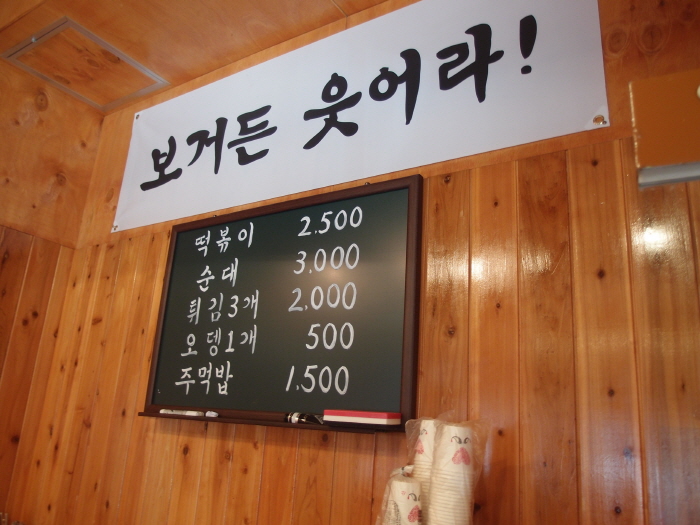 보거든 웃어라!
떡볶이 2.500
순대 3.000
튀김3개 2.000
오뎅1개 500
주먹밥 1.500